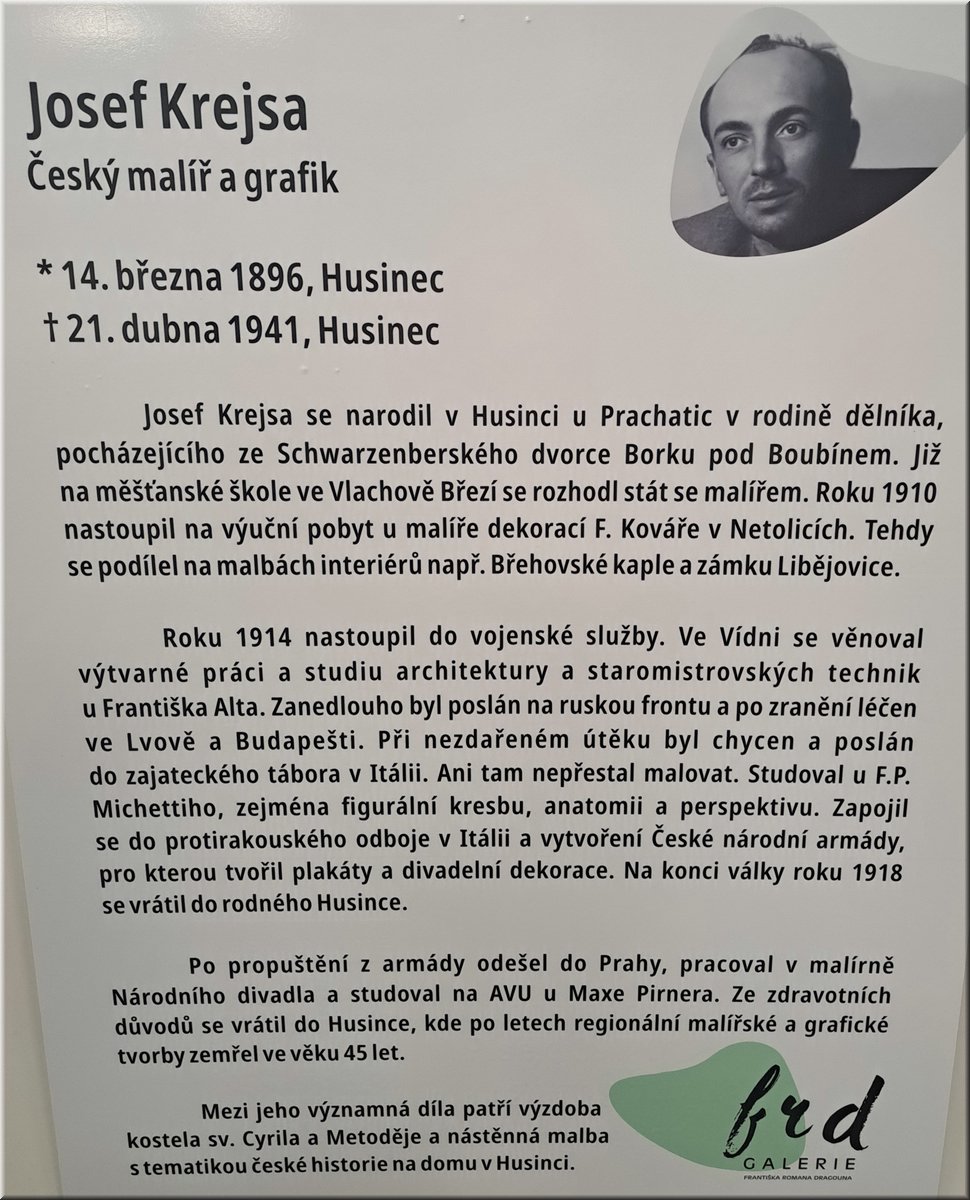 Josef Krejsa
Český malíř a grafik
* 14. března 1896, Husinec
† 21. dubna 1941, Husinec
Josef Krejsa se narodil v Husinci u Prachatic v rodině dělníka,
pocházejícího ze Schwarzenberského dvorce Borku pod Boubínem. Již
na měšťanské škole ve Vlachově Březí se rozhodl stát se malířem. Roku 1910
nastoupil na výuční pobyt u malíře dekorací F. Kováře v Netolicích. Tehdy
se podílel na malbách interiérů např. Břehovské kaple a zámku Libějovice.
Roku 1914 nastoupil do vojenské služby. Ve Vídni se věnoval
výtvarné práci a studiu architektury a staromistrovských technik
u Františka Alta. Zanedlouho byl poslán na ruskou frontu a po zranění léčen
ve Lvově a Budapešti. Při nezdařeném útěku byl chycen a poslán
do zajateckého tábora v Itálii. Ani tam nepřestal malovat. Studoval u F.P.
Michettiho, zejména figurální kresbu, anatomii a perspektivu. Zapojil
se do protirakouského odboje v Itálii a vytvoření České národní armády,
pro kterou tvořil plakáty a divadelní dekorace. Na konci války roku 1918
se vrátil do rodného Husince.
Po propuštění z armády odešel do Prahy, pracoval v malírně
Národního divadla a studoval na AVU u Maxe Pirnera. Ze zdravotních
důvodů se vrátil do Husince, kde po letech regionální malířské a grafické
tvorby zemřel ve věku 45 let.
Mezi jeho významná díla patří výzdoba
kostela sv. Cyrila a Metoděje a nástěnná malba
s tematikou české historie na domu v Husinci.
frd
GALERIE
FRANTIŠKA ROMANA DRAGOUNA